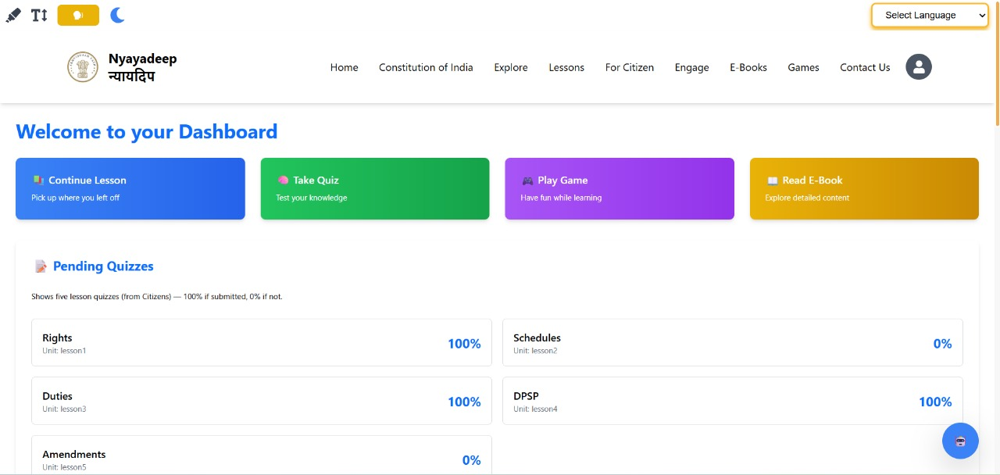 Select Language
Nyayadeep
न्यायदिप
Home Constitution of India Explore Lessons For Citizen Engage E-Books Games Contact Us
Welcome to your Dashboard
Continue Lesson
Pick up where you left off
Take Quiz
Test your knowledge
Play Game
Have fun while learning
Read E-Book
Explore detailed content
Pending Quizzes
Shows five lesson quizzes (from Citizens) — 100% if submitted, 0% if not.
Rights
Unit: lesson1
100%
Schedules
Unit: lesson2
0%
Duties
Unit: lesson3
100%
DPSP
Unit: lesson4
100%
Amendments
Unit: lesson5
0%